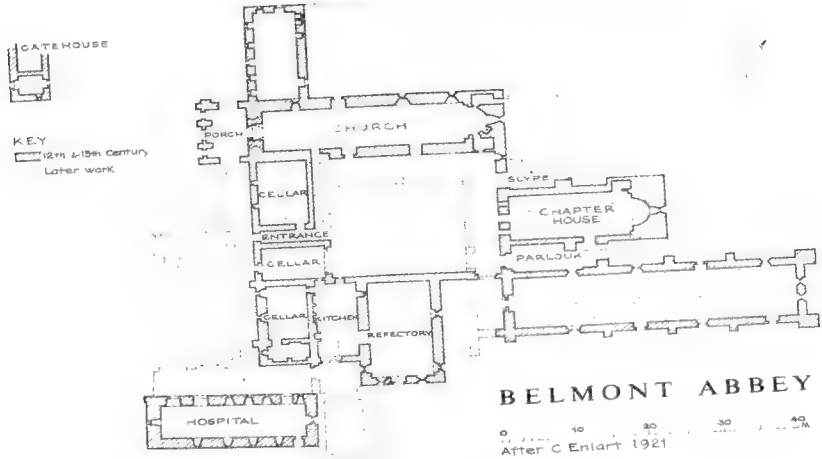 GATEHOUSE
KEY
12TH & 13TH Century
Later work
PORCH
CHURCH
CELLAR
SLYPE
CHAPTER
HOUSE
ENTRANCE
PARLOUR
CELLAR
CELLAR
KITCHEN
REFECTORY
HOSPITAL
BELMONT ABBEY
0 10 20 30 40
M
After C Enlart 1921